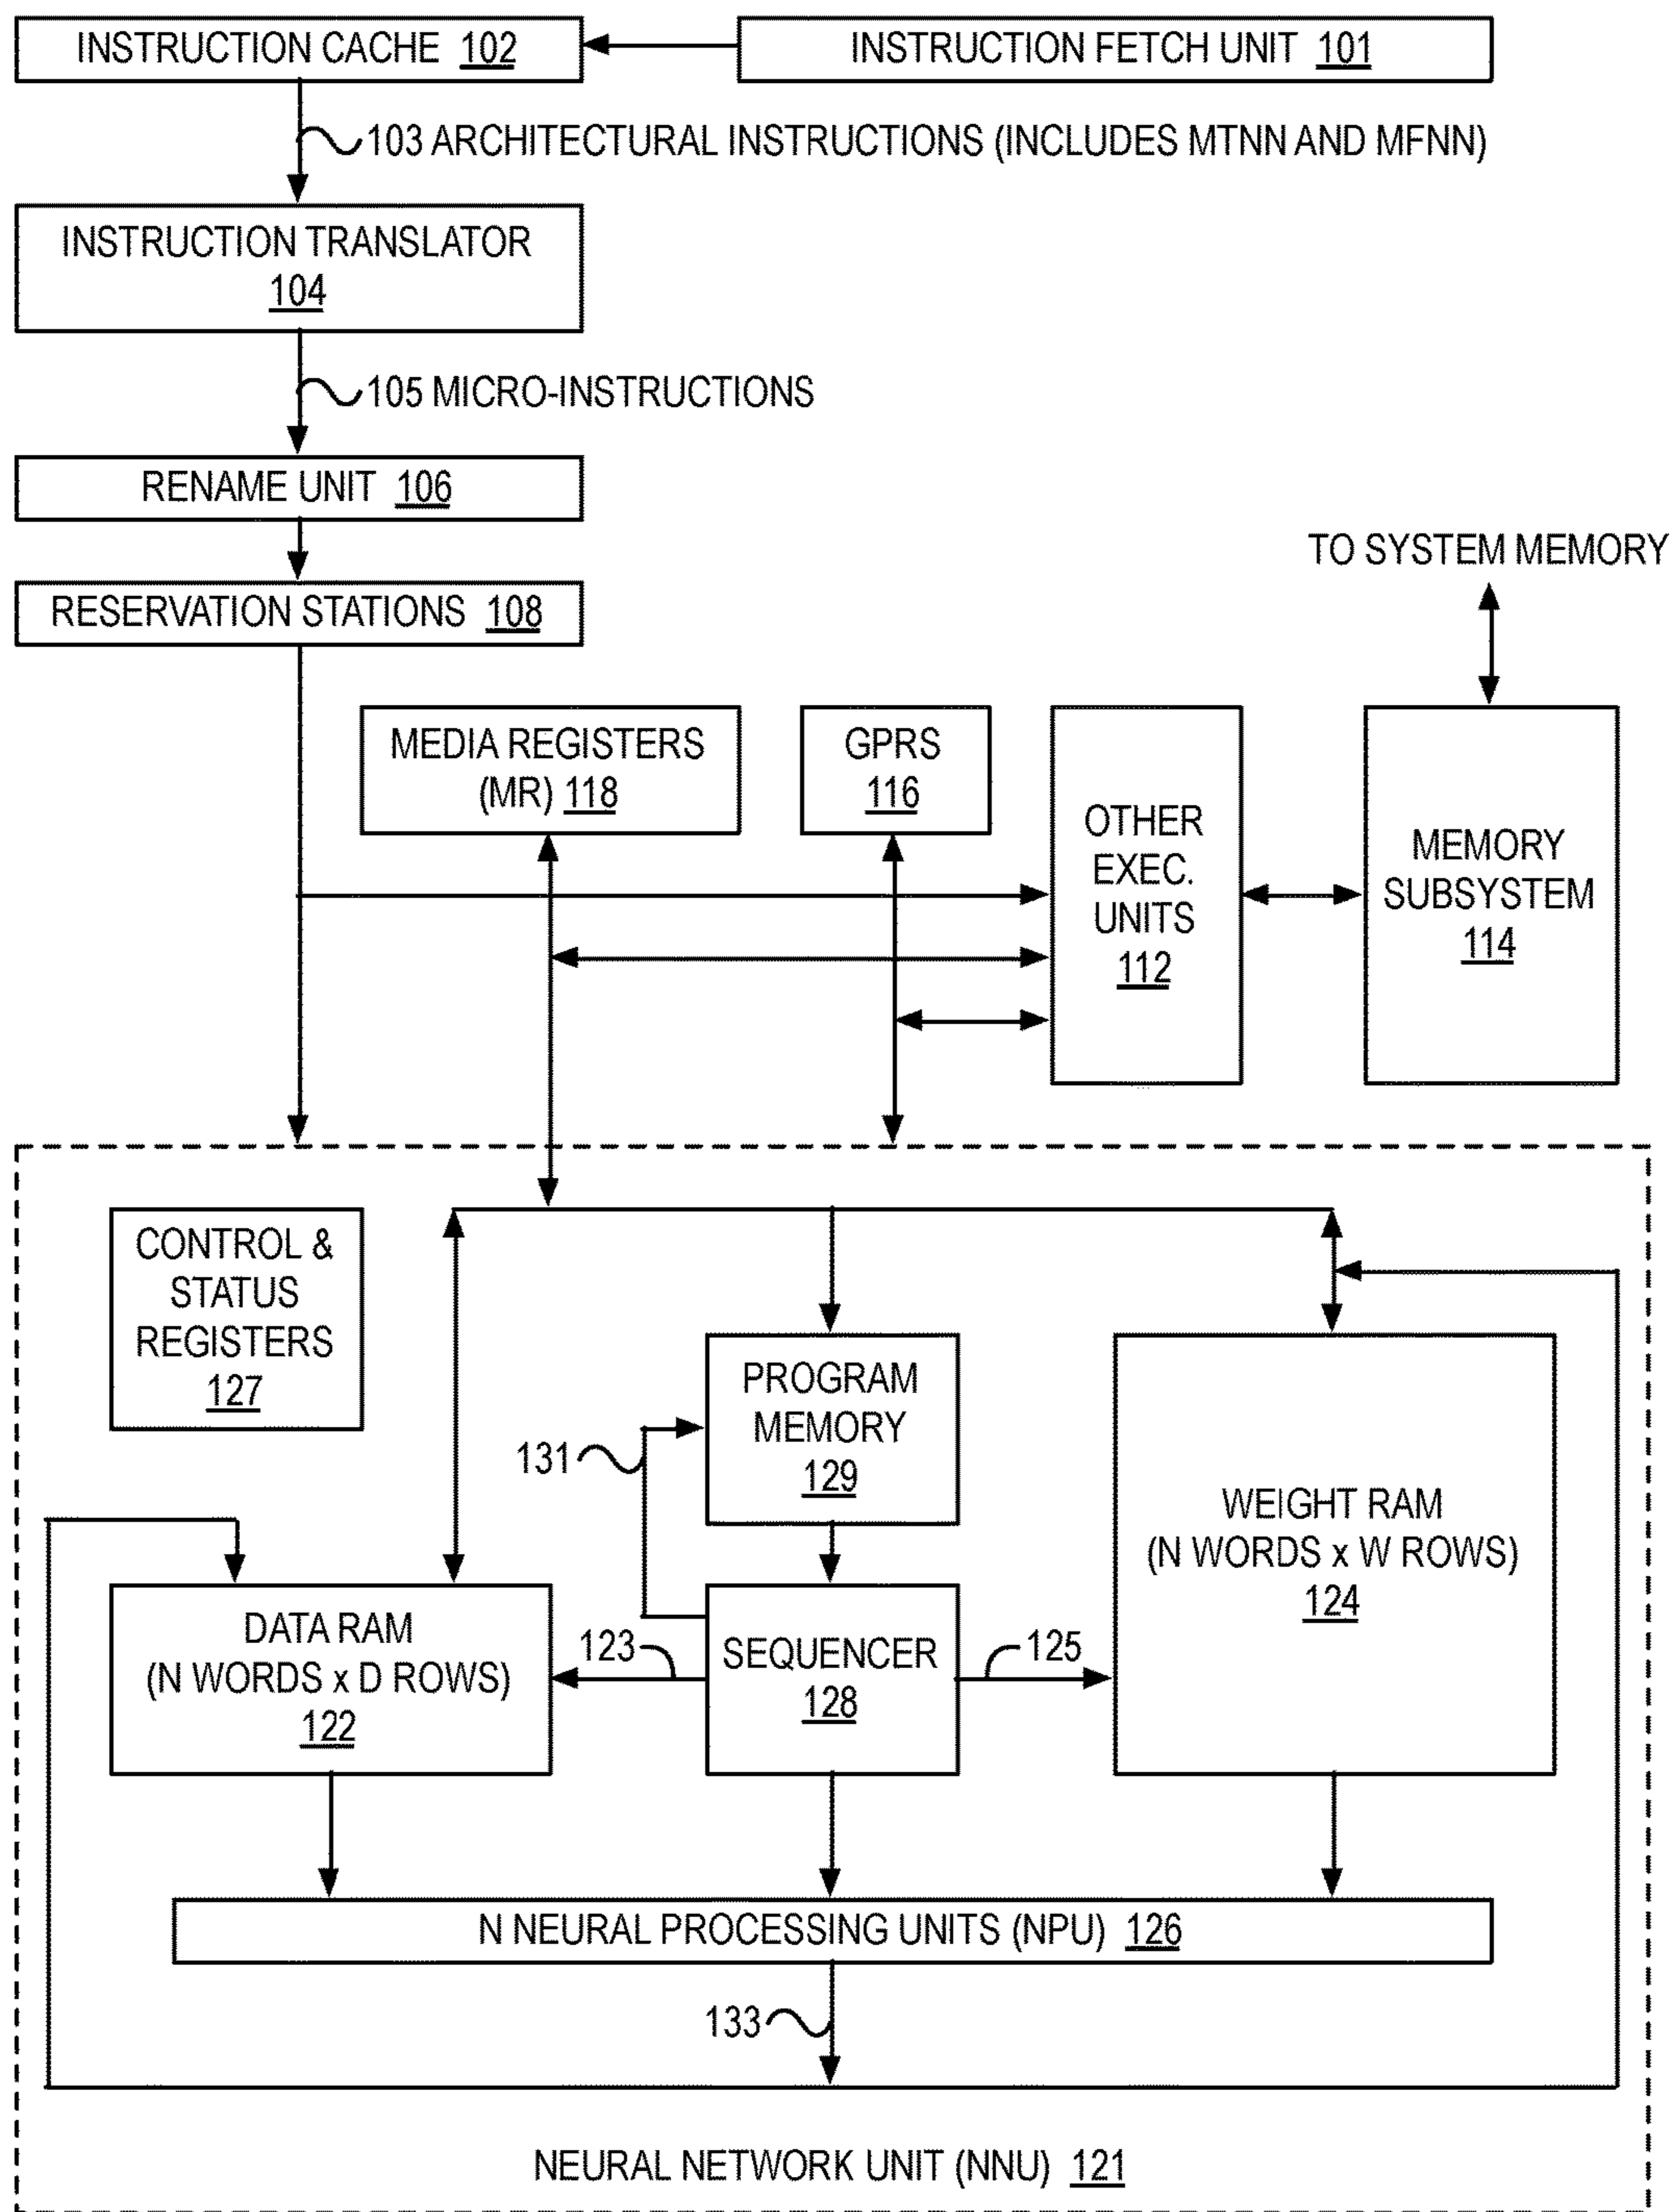 INSTRUCTION CACHE 102
INSTRUCTION FETCH UNIT 101
103 ARCHITECTURAL INSTRUCTIONS (INCLUDES MTNN AND MFNN)
INSTRUCTION TRANSLATOR
104
105 MICRO-INSTRUCTIONS
RENAME UNIT 106
TO SYSTEM MEMORY
RESERVATION STATIONS 108
MEDIA REGISTERS
(MR) 118
GPRS
116
OTHER
EXEC.
UNITS
112
MEMORY
SUBSYSTEM
114
CONTROL &
STATUS
REGISTERS
127
PROGRAM
MEMORY
129
131
WEIGHT RAM
(N WORDS x W ROWS)
124
DATA RAM
(N WORDS x D ROWS)
122
123
SEQUENCER
128
125
N NEURAL PROCESSING UNITS (NPU) 126
133
NEURAL NETWORK UNIT (NNU) 121